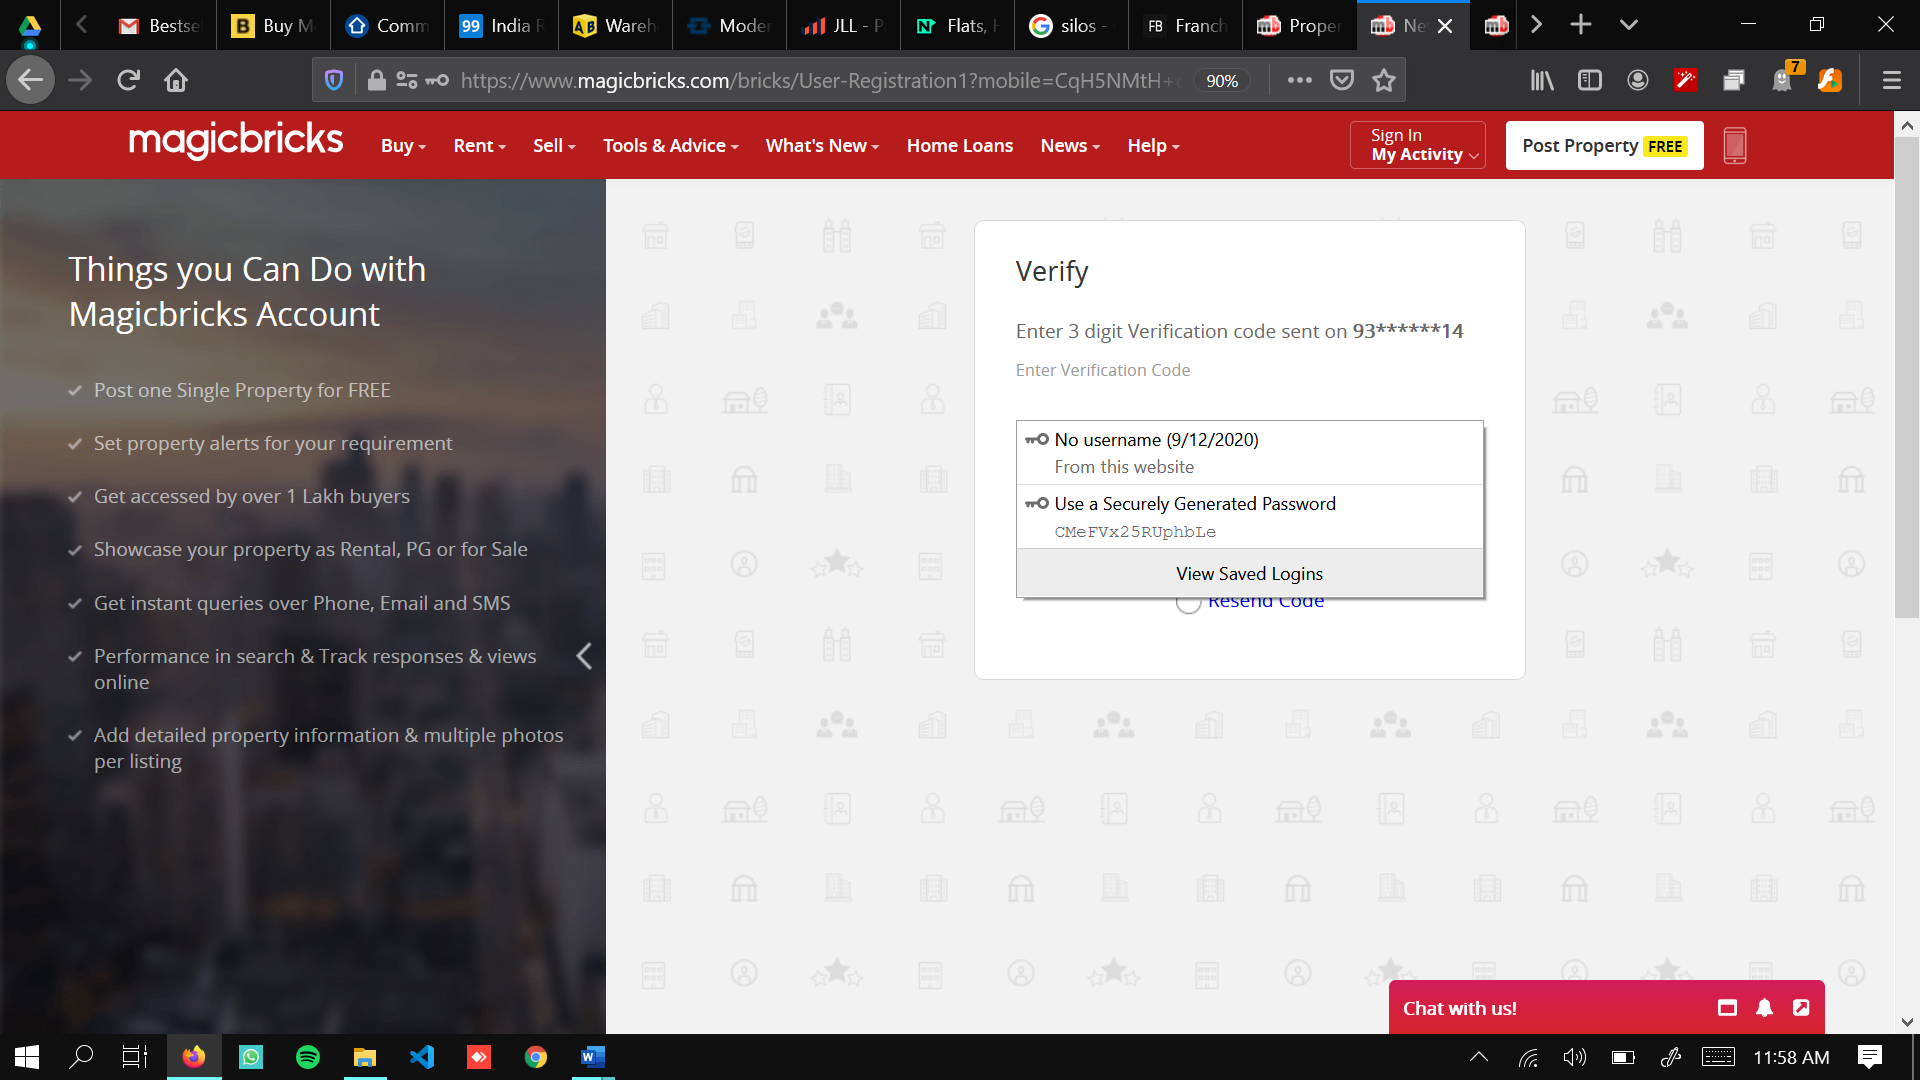 Bestse
Buy M
Comm
99 India R
Wareh
Moder
JLL - P
Flats, H
silos -
FB Franch
Proper
Ne
https://www.magicbricks.com/bricks/User-Registration1?mobile=CqH5NMtH+
90%
7
magicbricks
Buy
Rent
Sell
Tools & Advice
What's New
Home Loans
News
Help
Sign In
My Activity
Post Property FREE
Things you Can Do with
Magicbricks Account
Post one Single Property for FREE
Set property alerts for your requirement
Get accessed by over 1 Lakh buyers
Showcase your property as Rental, PG or for Sale
Get instant queries over Phone, Email and SMS
Performance in search & Track responses & views
online
Add detailed property information & multiple photos
per listing
Verify
Enter 3 digit Verification code sent on 93******14
Enter Verification Code
No username (9/12/2020)
From this website
Use a Securely Generated Password
CMeFVx25RUphbLe
View Saved Logins
Resend Code
Chat with us!
11:58 AM